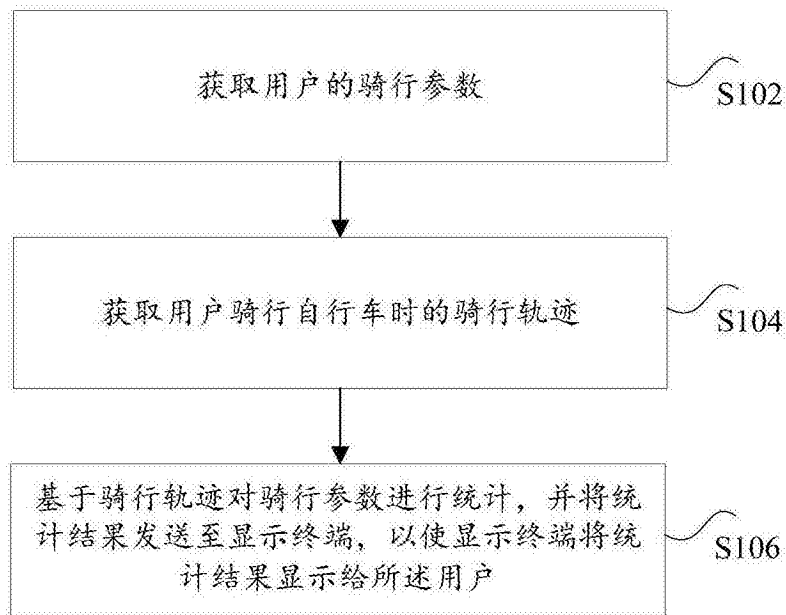 获取用户的骑行参数
S102
获取用户骑行自行车时的骑行轨迹
S104
基于骑行轨迹对骑行参数进行统计，并将统
计结果发送至显示终端，以使显示终端将统
计结果显示给所述用户
S106